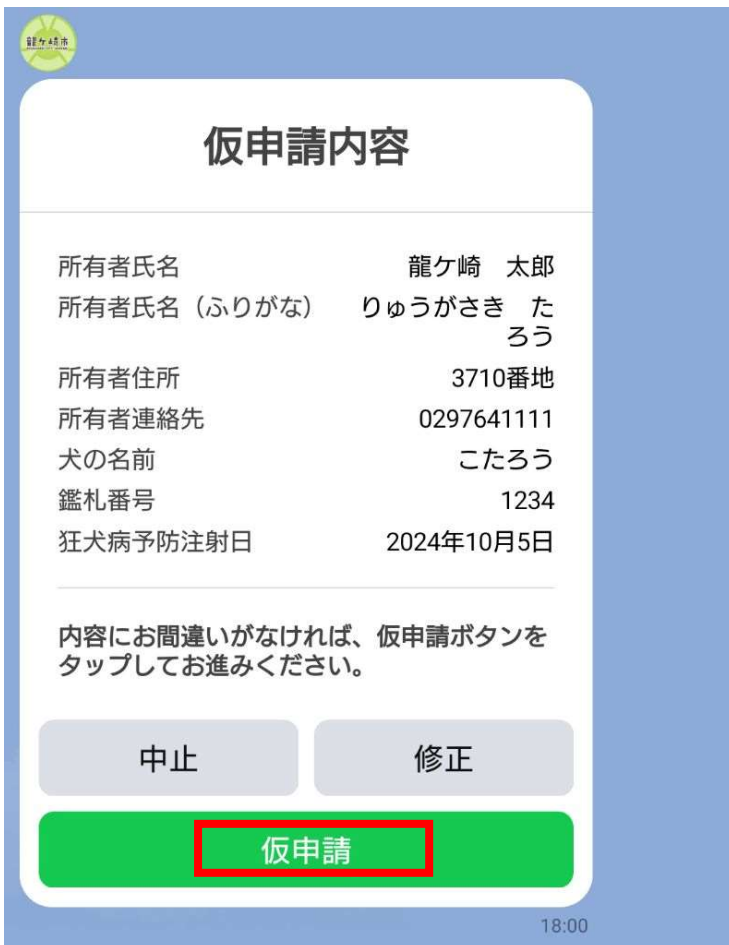 龍ケ崎市
仮申請内容
所有者氏名 龍ケ崎 太郎
所有者氏名（ふりがな） りゅうがさき た
ろう
所有者住所 3710番地
所有者連絡先 0297641111
犬の名前 こたろう
鑑札番号 1234
狂犬病予防注射日 2024年10月5日
内容にお間違いがなければ、仮申請ボタンを
タップしてお進みください。
中止 修正
仮申請
18:00